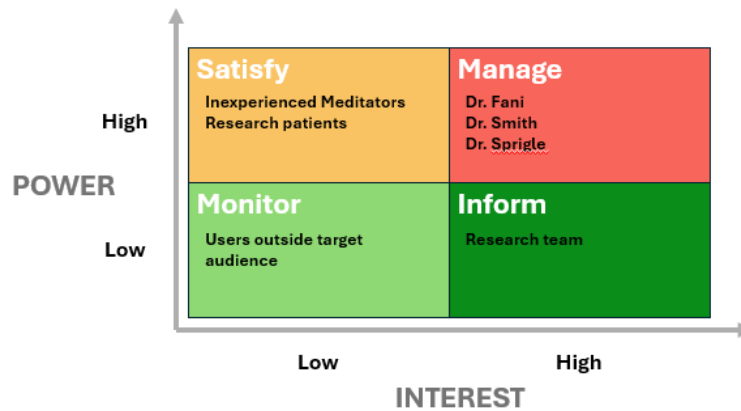 Satisfy
Inexperienced Meditators
Research patients
Manage
Dr. Fani
Dr. Smith
Dr. Sprigle
High
POWER
Monitor
Users outside target
audience
Inform
Research team
Low
Low
High
INTEREST